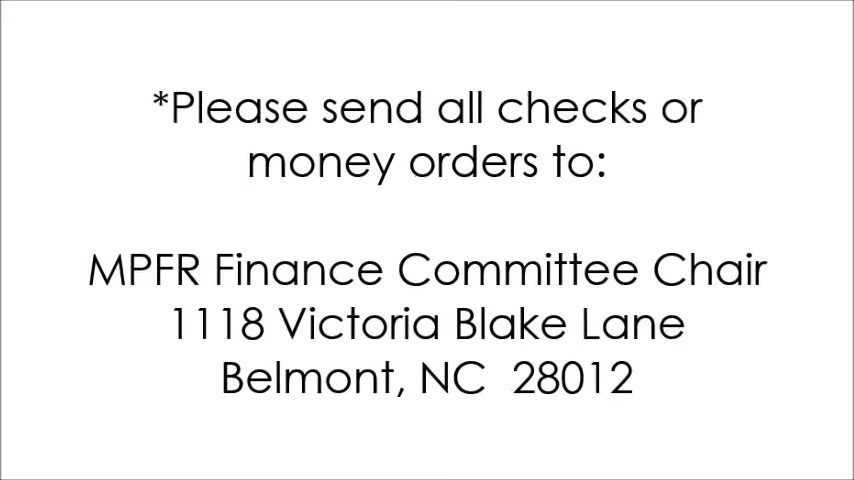 *Please send all checks or
money orders to:
MPFR Finance Committee Chair
1118 Victoria Blake Lane
Belmont, NC  28012